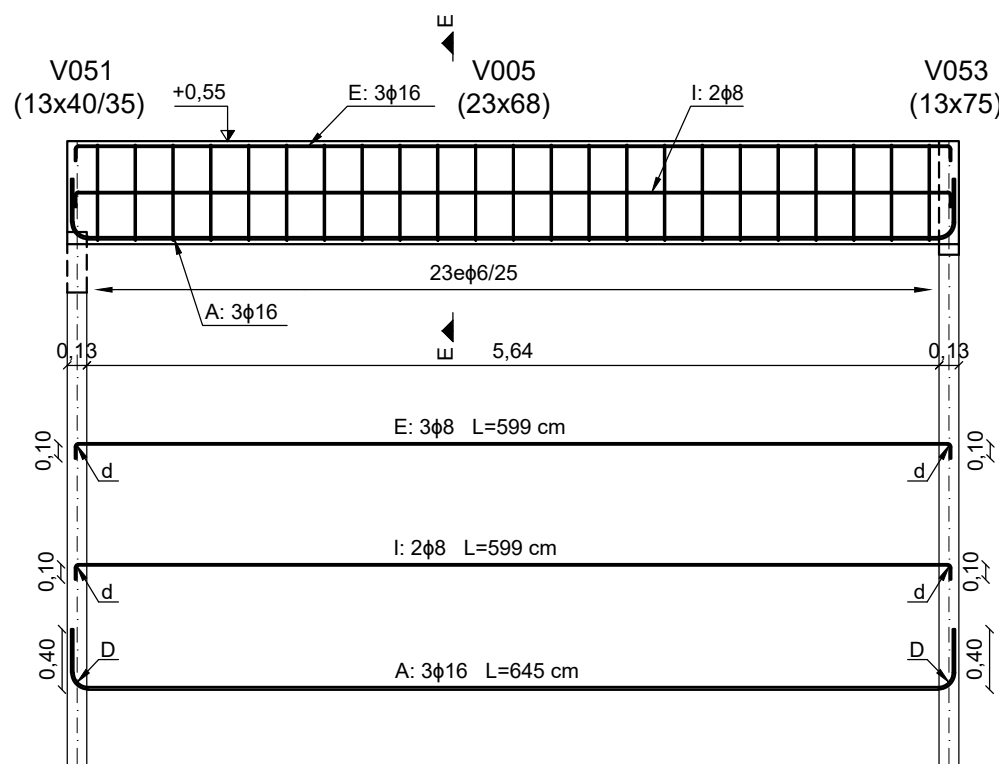 E
V051
(13x40/35)
+0,55
E: 3ϕ16
V005
(23x68)
I: 2ϕ8
V053
(13x75)
23eϕ6/25
A: 3ϕ16
E
0,13
5,64
0,13
E: 3ϕ8 L=599 cm
0,10
d
d
0,10
I: 2ϕ8 L=599 cm
0,10
d
d
0,10
0,40
D
A: 3ϕ16 L=645 cm
D
0,40